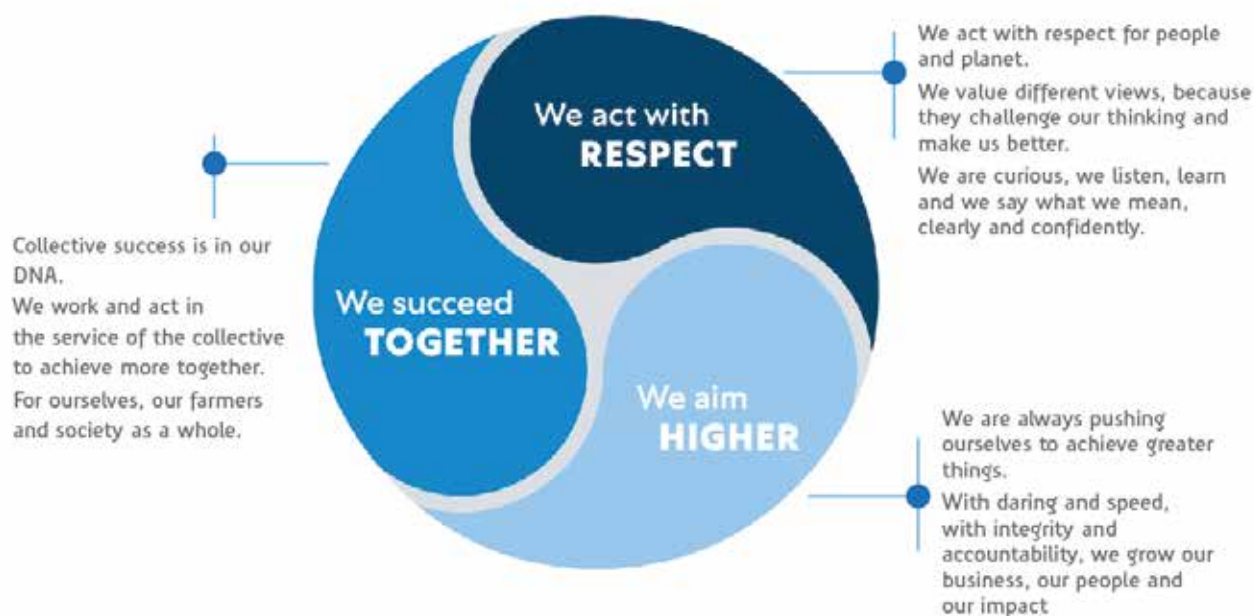 We act with
RESPECT
We act with respect for people
and planet.
We value different views, because
they challenge our thinking and
make us better.
We are curious, we listen, learn
and we say what we mean,
clearly and confidently.
We succeed
TOGETHER
Collective success is in our
DNA.
We work and act in
the service of the collective
to achieve more together.
For ourselves, our farmers
and society as a whole.
We aim
HIGHER
We are always pushing
ourselves to achieve greater
things.
With daring and speed,
with integrity and
accountability, we grow our
business, our people and
our impact